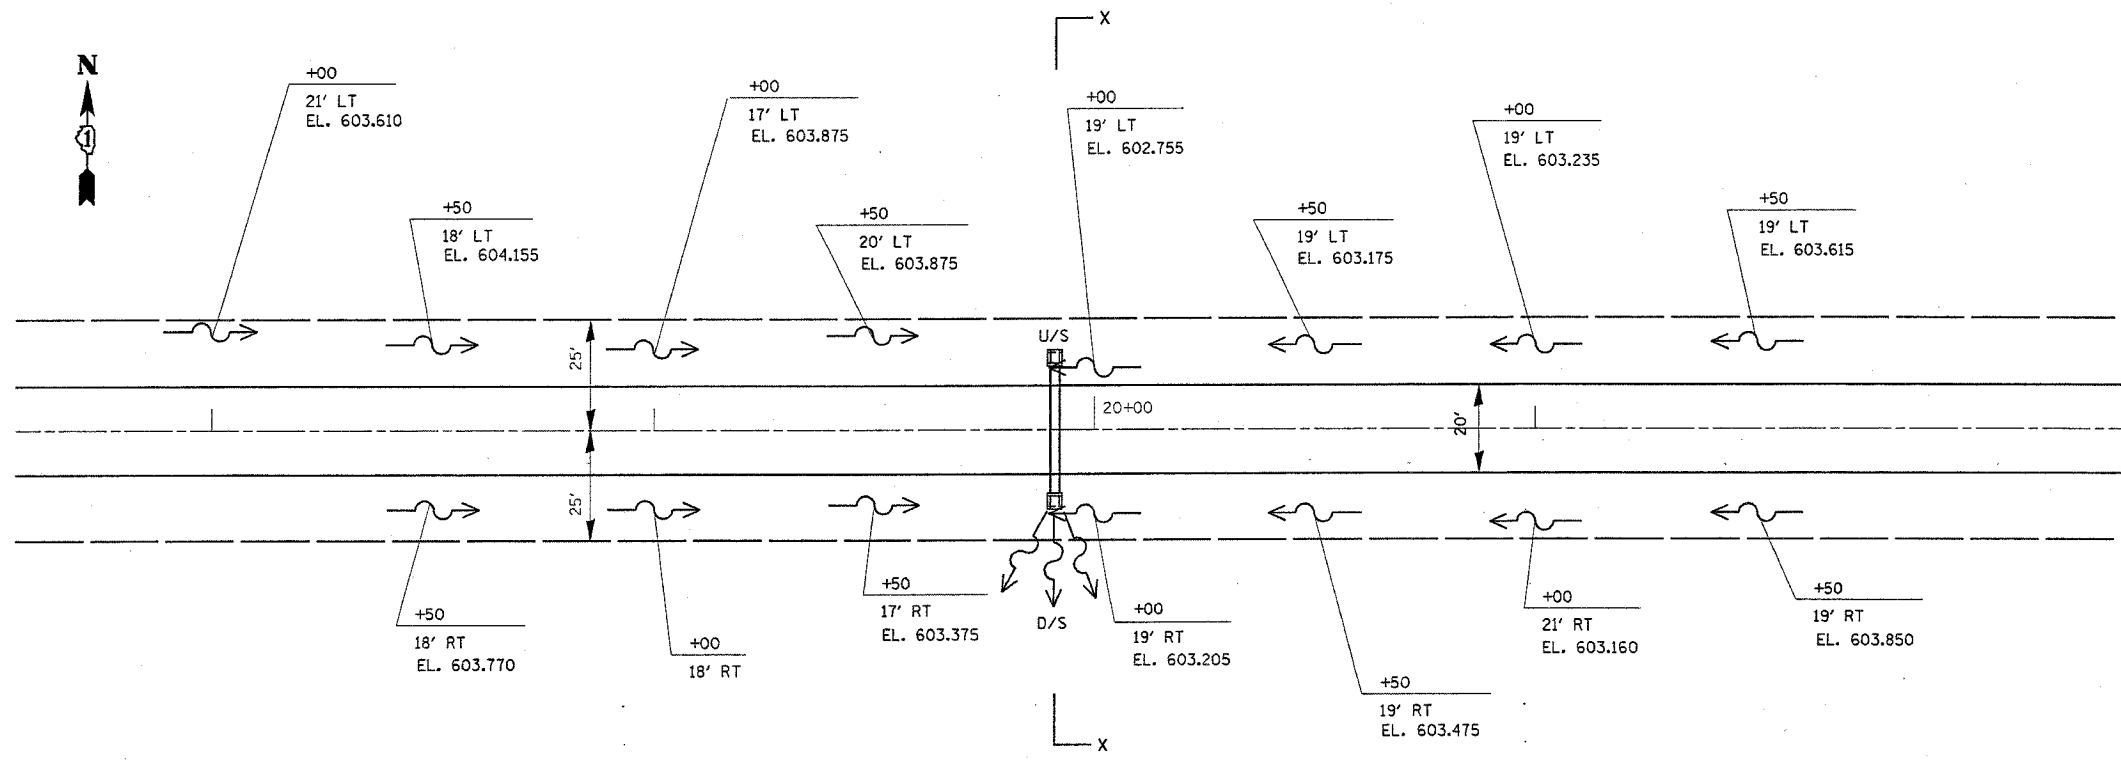 X
N
1
+00
21' LT
EL. 603.610
+00
17' LT
EL. 603.875
+00
19' LT
EL. 602.755
+00
19' LT
EL. 603.235
+50
18' LT
EL. 604.155
+50
20' LT
EL. 603.875
+50
19' LT
EL. 603.175
+50
19' LT
EL. 603.615
U/S
25'
20+00
20'
25'
D/S
+50
18' RT
EL. 603.770
+00
18' RT
+50
17' RT
EL. 603.375
+00
19' RT
EL. 603.205
+50
19' RT
EL. 603.475
+00
21' RT
EL. 603.160
+50
19' RT
EL. 603.850
X